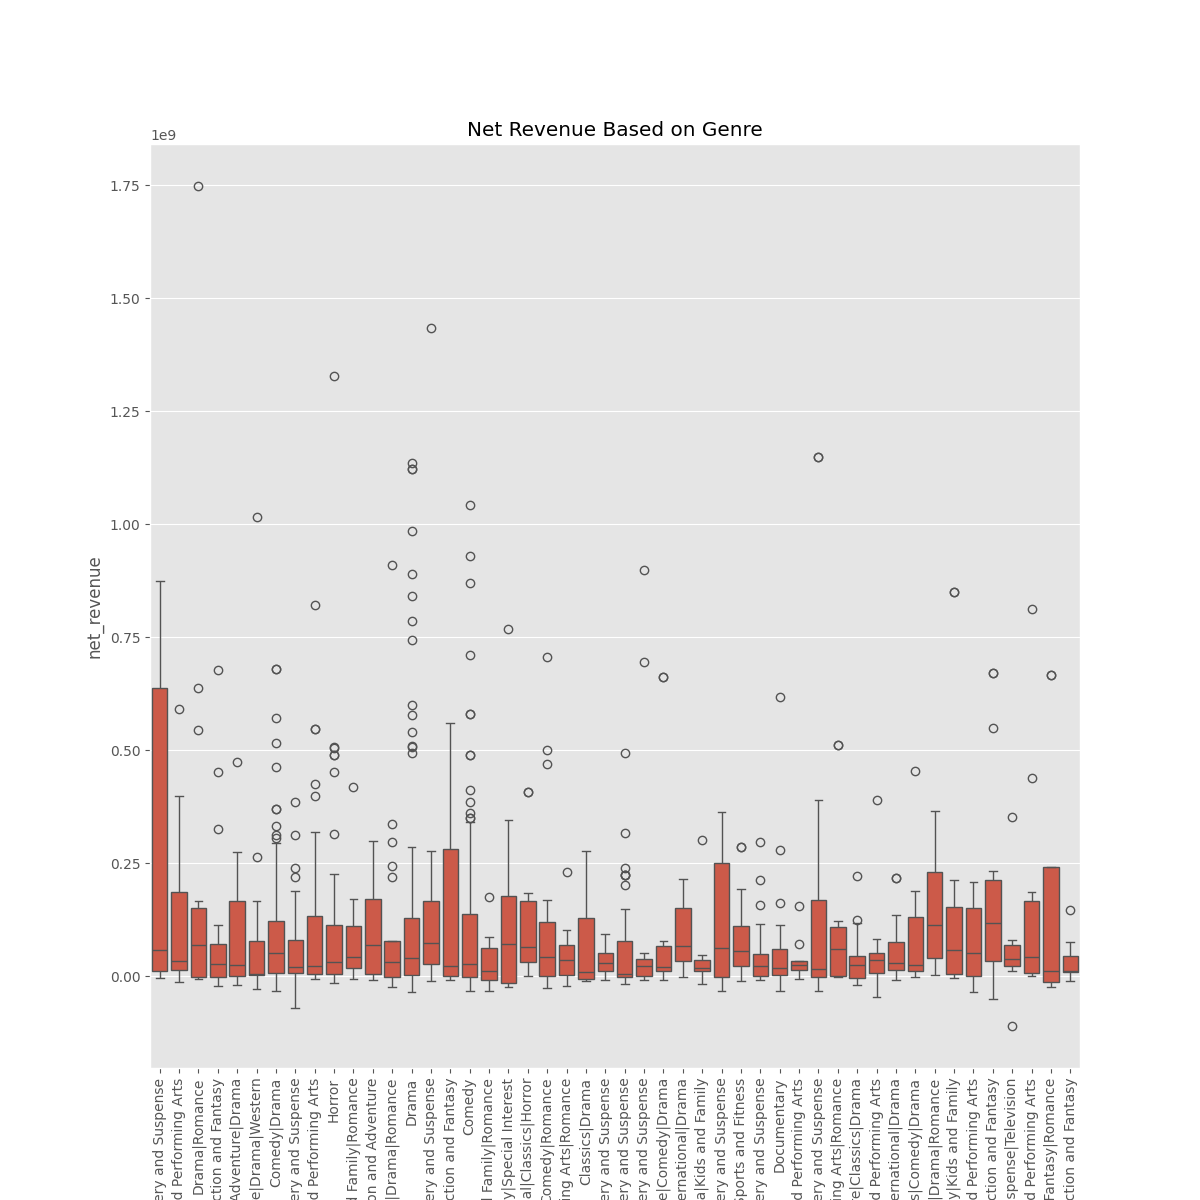 Net Revenue Based on Genre
1e9
1.75
1.50
1.25
1.00
0.75
0.50
0.25
0.00
net_revenue
ery and Suspense
d Performing Arts
Drama|Romance
ction and Fantasy
Adventure|Drama
e|Drama|Western
Comedy|Drama
ery and Suspense
d Performing Arts
Horror
d Family|Romance
on and Adventure
|Drama|Romance
Drama
ery and Suspense
ction and Fantasy
Comedy
d Family|Romance
y|Special Interest
al|Classics|Horror
Comedy|Romance
ing Arts|Romance
Classics|Drama
ery and Suspense
ery and Suspense
ery and Suspense
e|Comedy|Drama
ernational|Drama
a|Kids and Family
Sports and Fitness
ery and Suspense
Documentary
d Performing Arts
ery and Suspense
ing Arts|Romance
e|Classics|Drama
d Performing Arts
ernational|Drama
s|Comedy|Drama
|Drama|Romance
y|Kids and Family
d Performing Arts
ction and Fantasy
spense|Television
d Performing Arts
Fantasy|Romance
ction and Fantasy